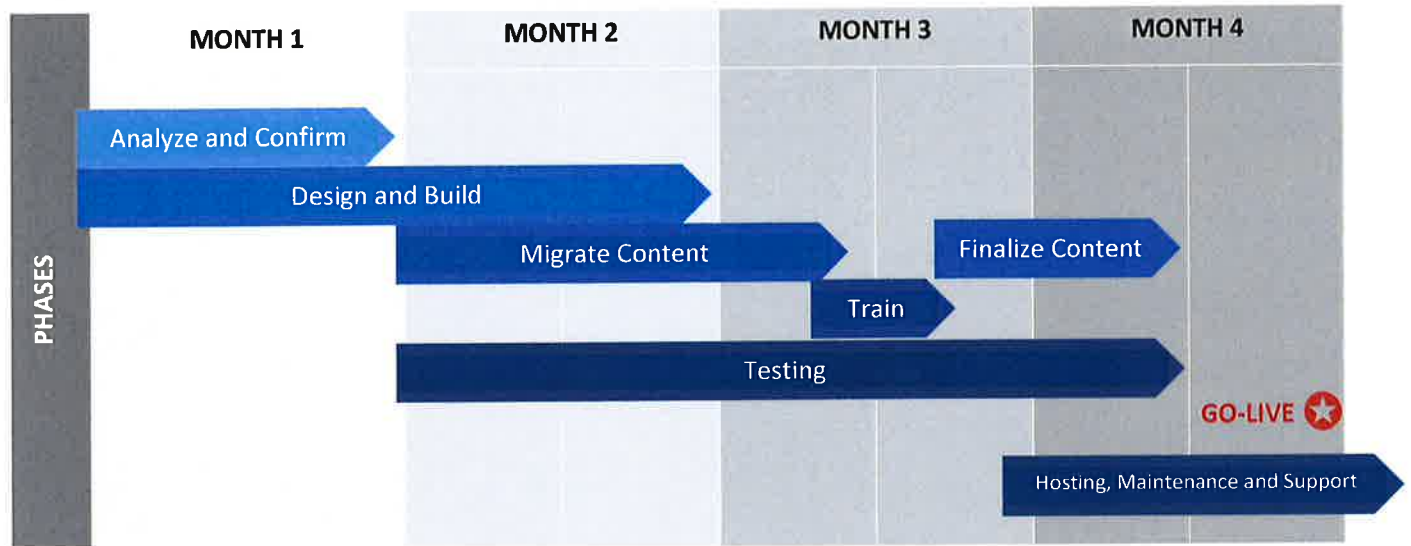 MONTH 1
MONTH 2
MONTH 3
MONTH 4
PHASES
Analyze and Confirm
Design and Build
Migrate Content
Finalize Content
Train
Testing
GO-LIVE
Hosting, Maintenance and Support